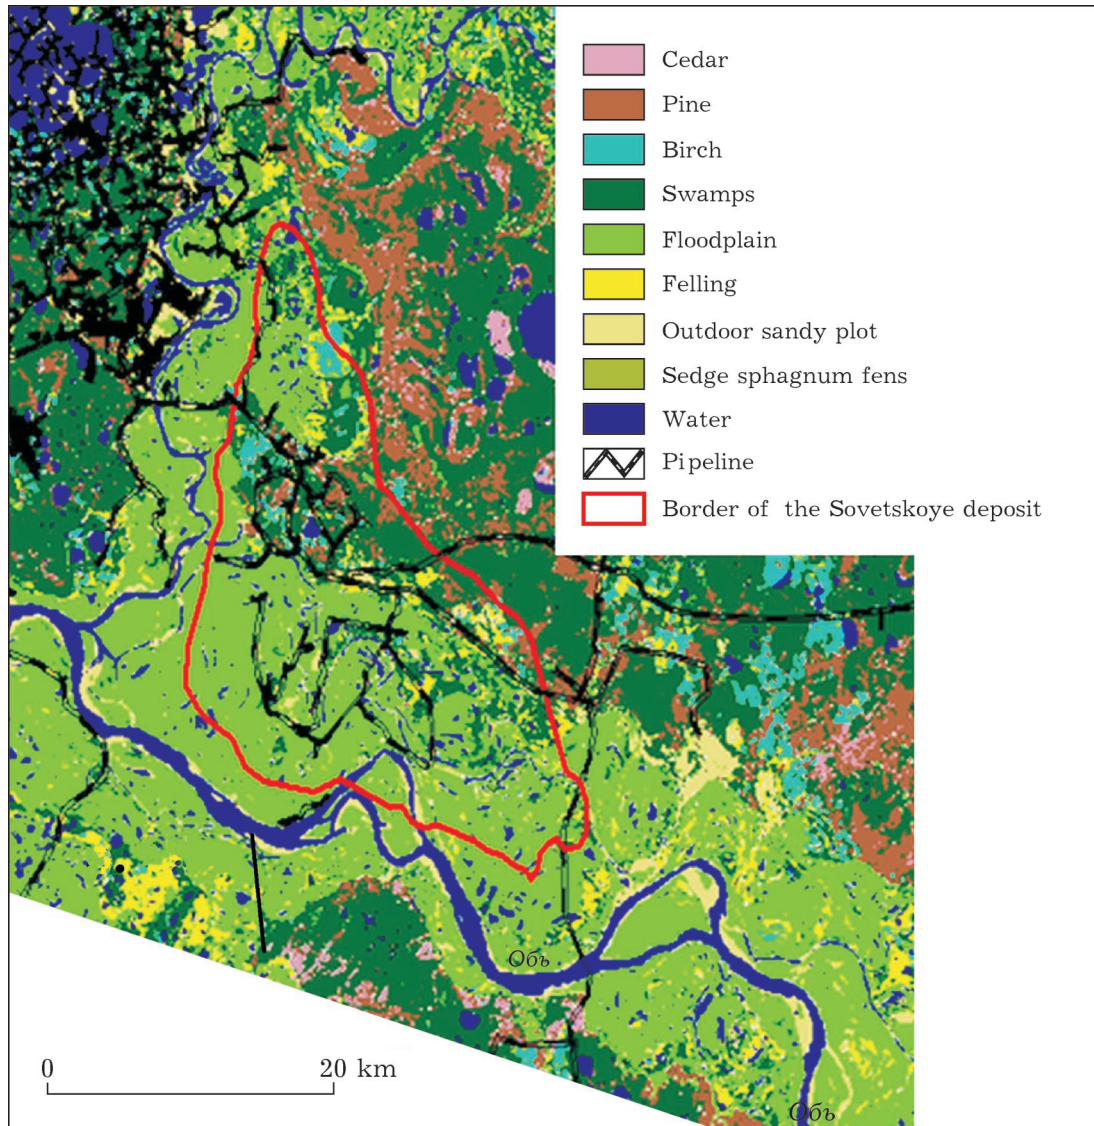 Cedar
Pine
Birch
Swamps
Floodplain
Felling
Outdoor sandy plot
Sedge sphagnum fens
Water
Pipeline
Border of the Sovetskoye deposit
Обь
0 20 km
Обь